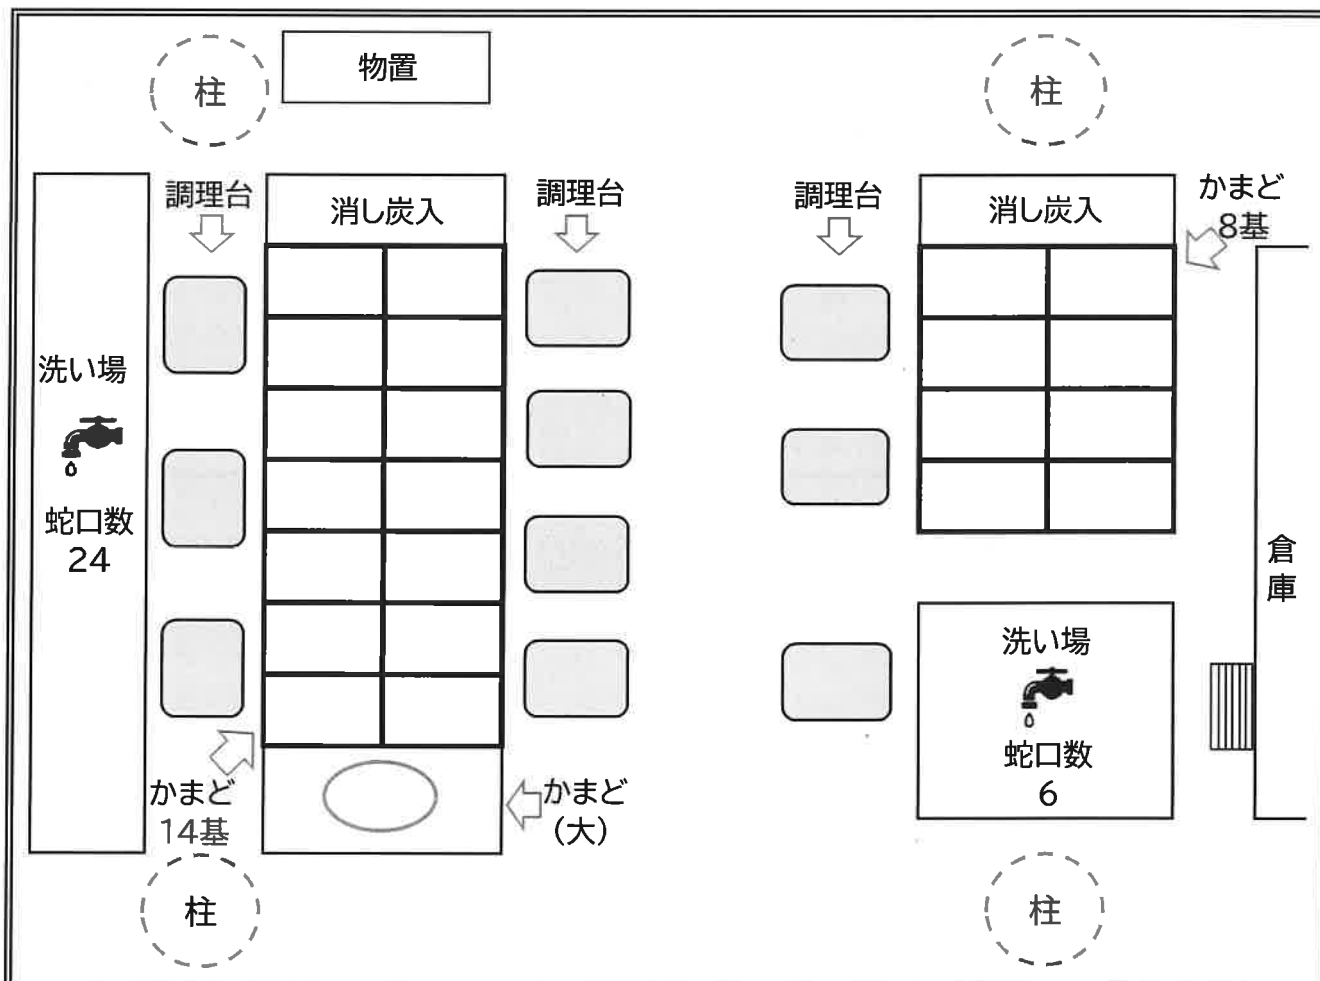 柱
物置
柱
調理台
消し炭入
調理台
調理台
消し炭入
かまど
8基
洗い場
蛇口数
24
倉
庫
洗い場
蛇口数
6
かまど
14基
かまど
(大)
柱
柱